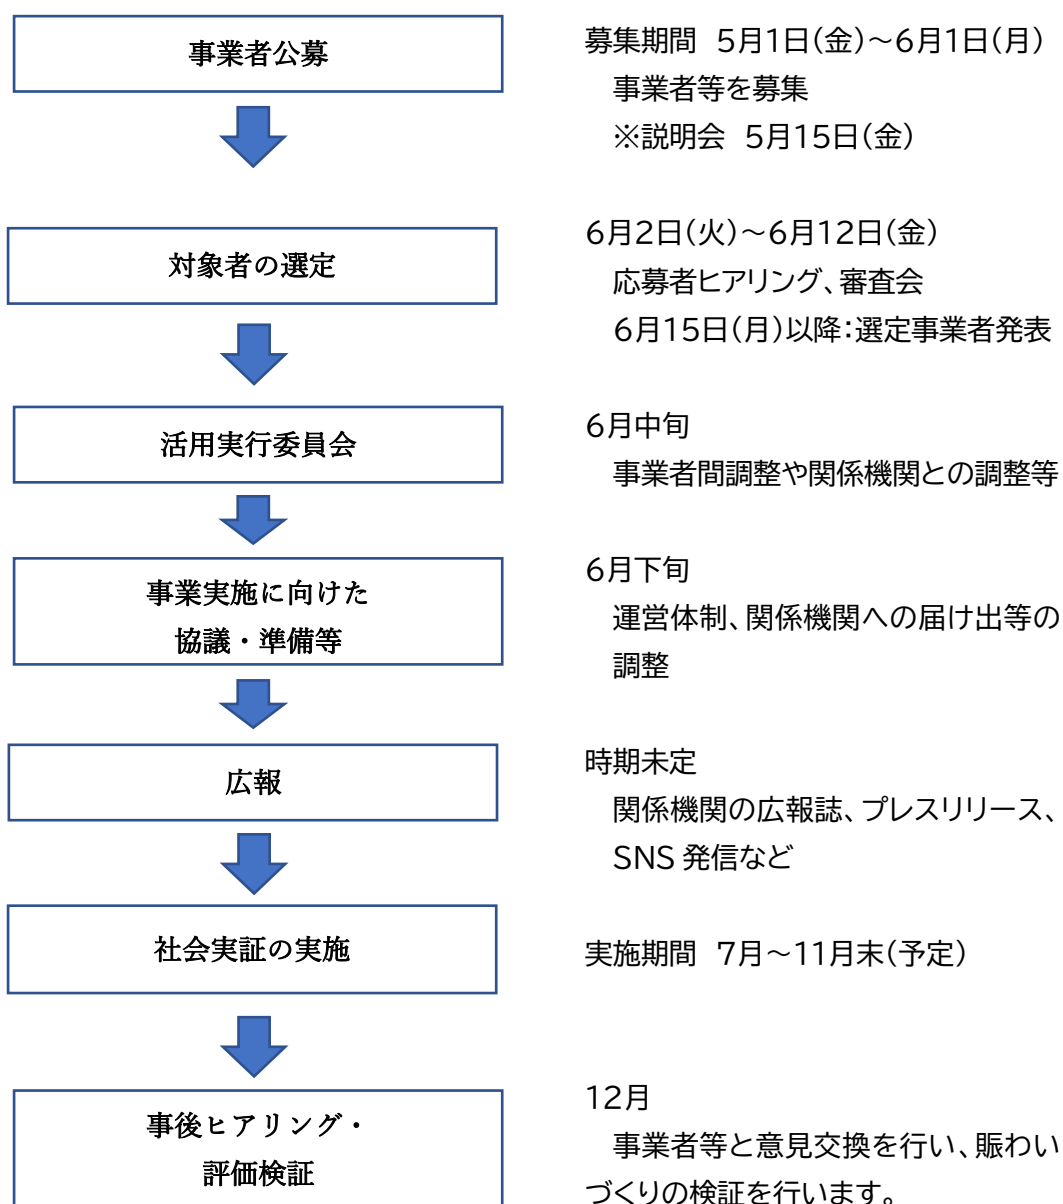 事業者公募
募集期間　5月1日(金)～6月1日(月)
事業者等を募集
※説明会　5月15日(金)
対象者の選定
6月2日(火)～6月12日(金)
応募者ヒアリング、審査会
6月15日(月)以降：選定事業者発表
活用実行委員会
6月中旬
事業者間調整や関係機関との調整等
事業実施に向けた
協議・準備等
6月下旬
運営体制、関係機関への届け出等の
調整
広報
時期未定
関係機関の広報誌、プレスリリース、
SNS 発信など
社会実証の実施
実施期間　7月～11月末(予定)
事後ヒアリング・
評価検証
12月
事業者等と意見交換を行い、賑わい
づくりの検証を行います。